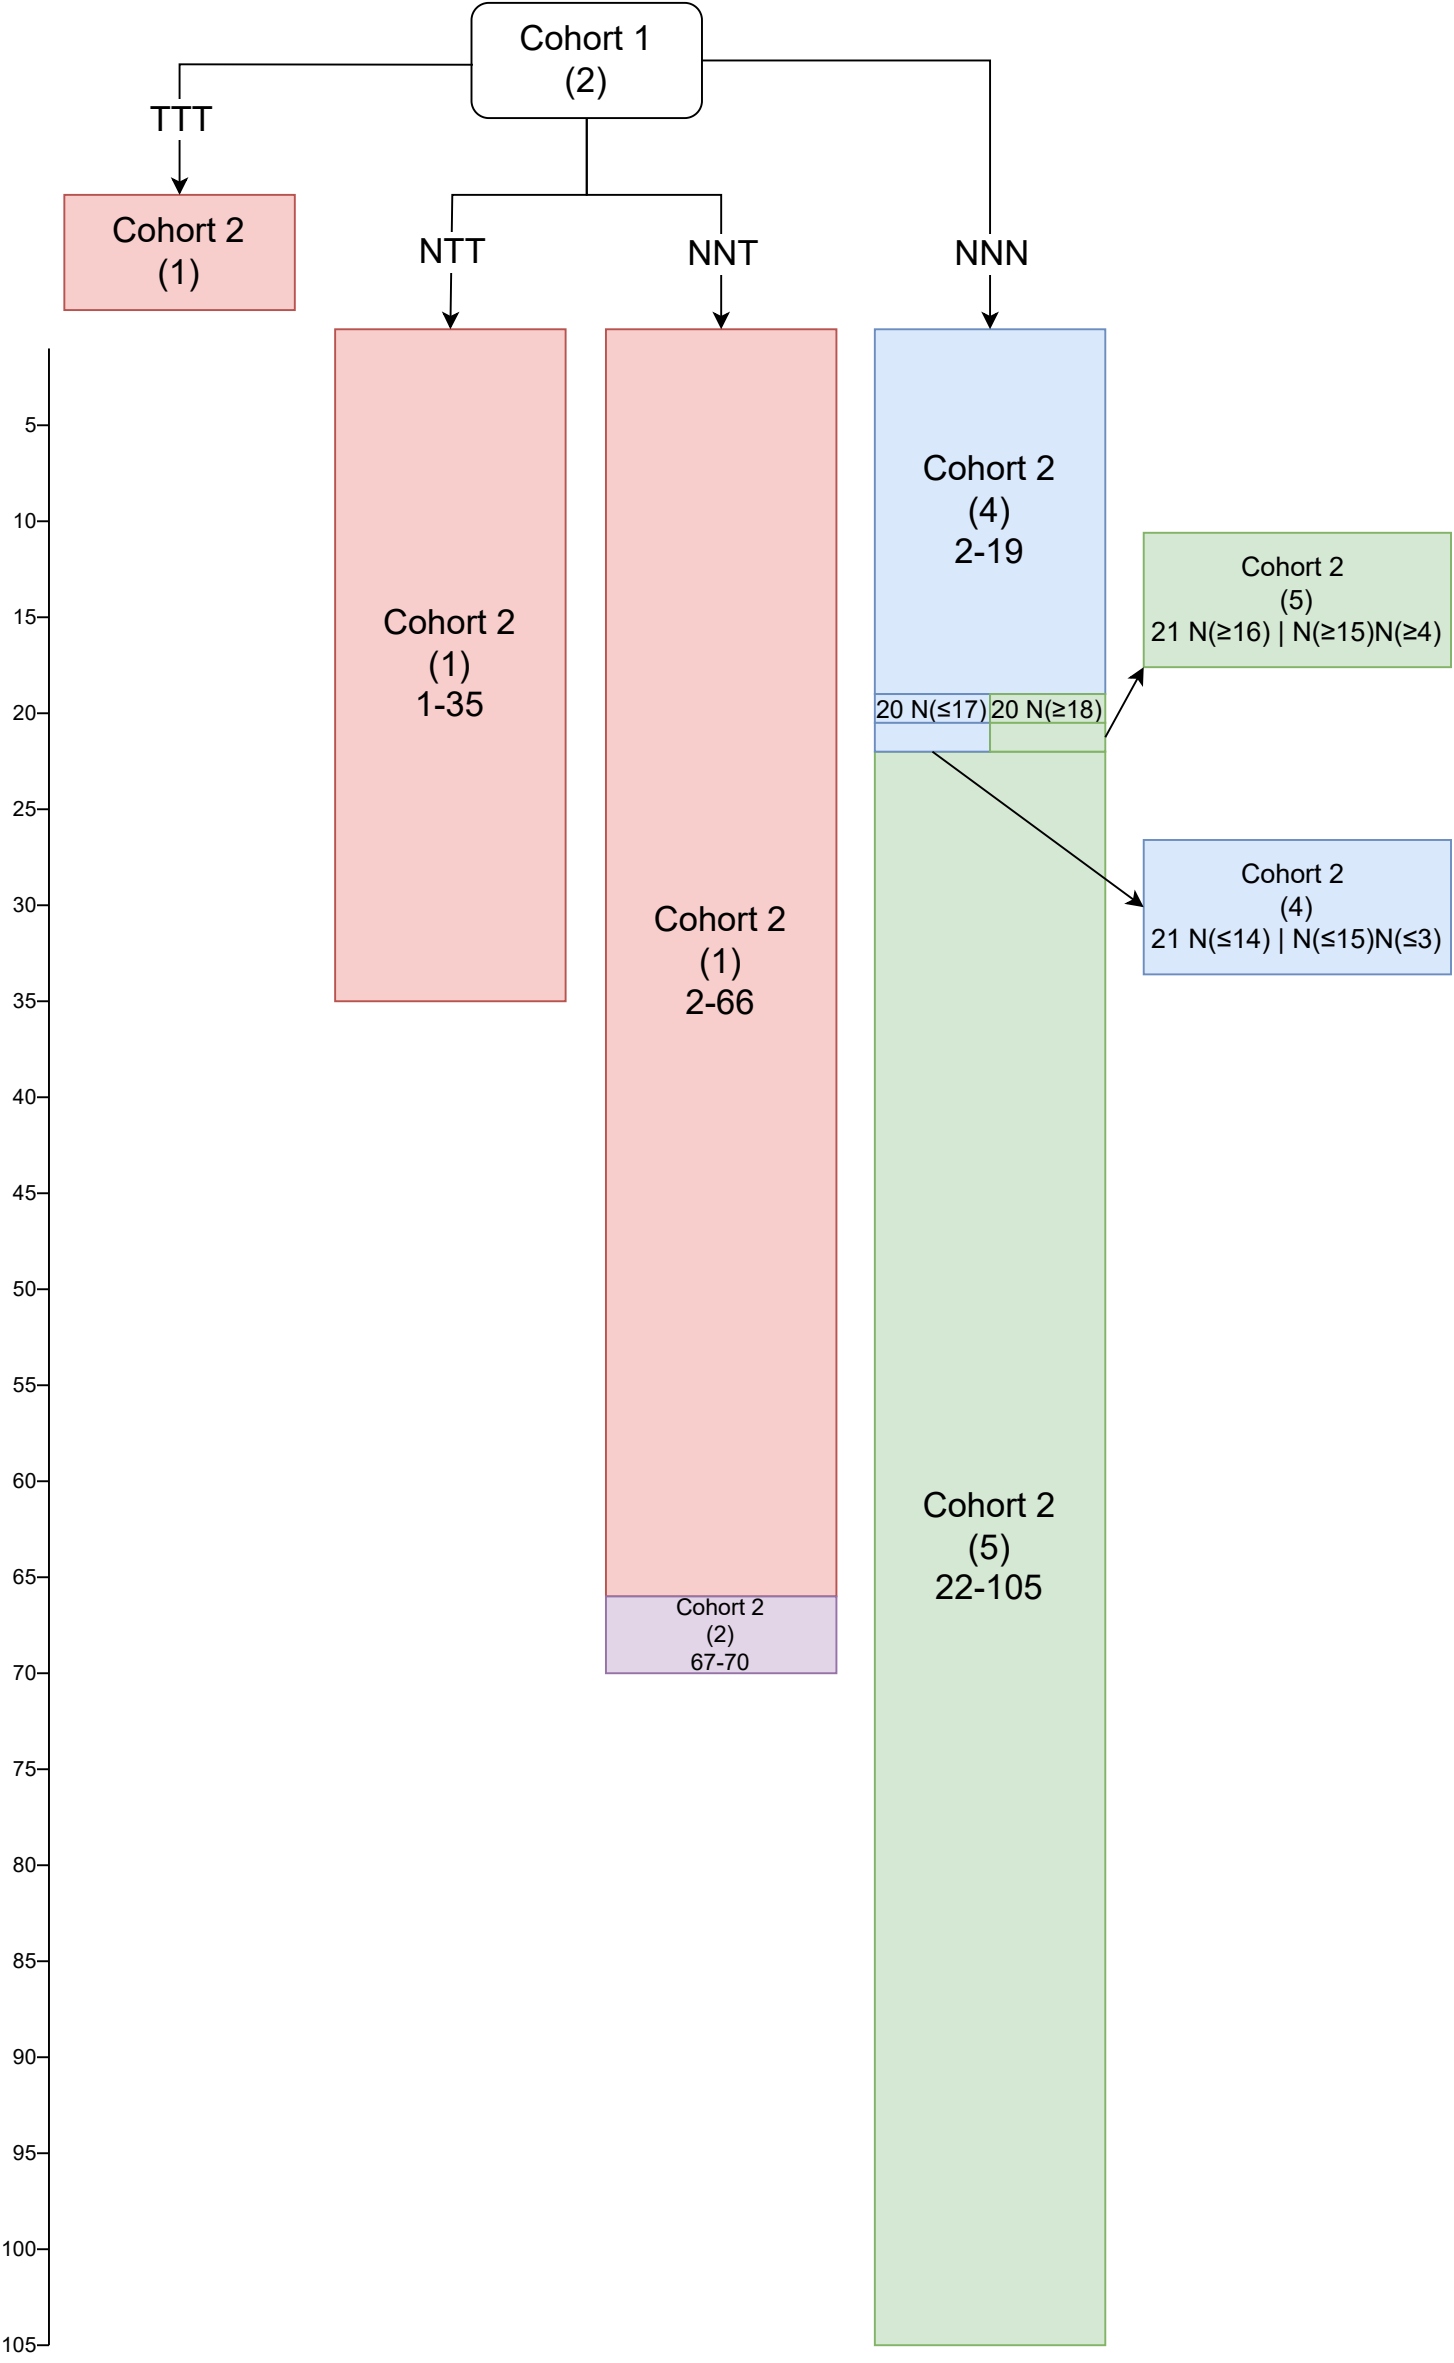 Cohort 1
(2)
TTT
Cohort 2
(1)
NTT
NNT
NNN
Cohort 2
(1)
1-35
Cohort 2
(1)
2-66
Cohort 2
(2)
67-70
Cohort 2
(4)
2-19
20 N(≤17)
20 N(≥18)
Cohort 2
(5)
22-105
Cohort 2
(5)
21 N(≥16) | N(≥15)N(≥4)
Cohort 2
(4)
21 N(≤14) | N(≤15)N(≤3)
5
10
15
20
25
30
35
40
45
50
55
60
65
70
75
80
85
90
95
100
105